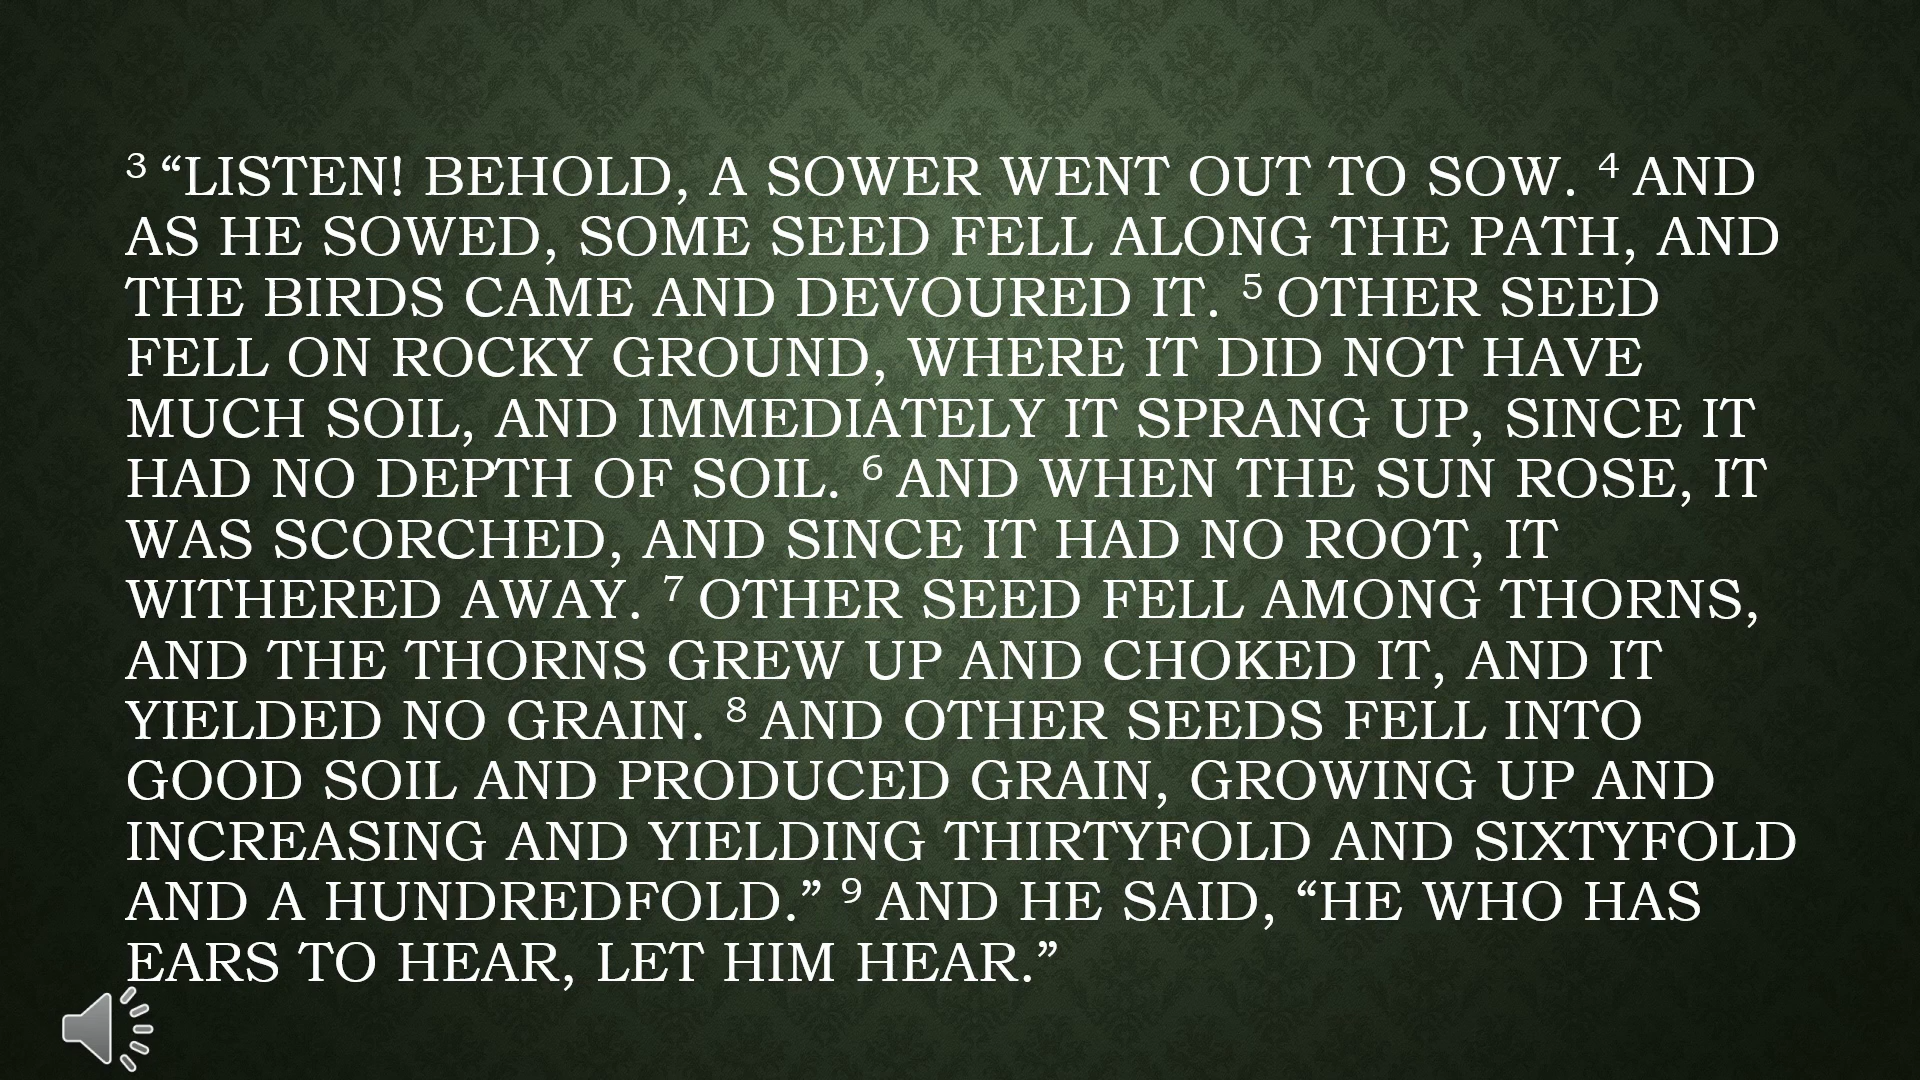 ³ “LISTEN! BEHOLD, A SOWER WENT OUT TO SOW. ⁴ AND
AS HE SOWED, SOME SEED FELL ALONG THE PATH, AND
THE BIRDS CAME AND DEVOURED IT. ⁵ OTHER SEED
FELL ON ROCKY GROUND, WHERE IT DID NOT HAVE
MUCH SOIL, AND IMMEDIATELY IT SPRANG UP, SINCE IT
HAD NO DEPTH OF SOIL. ⁶ AND WHEN THE SUN ROSE, IT
WAS SCORCHED, AND SINCE IT HAD NO ROOT, IT
WITHERED AWAY. ⁷ OTHER SEED FELL AMONG THORNS,
AND THE THORNS GREW UP AND CHOKED IT, AND IT
YIELDED NO GRAIN. ⁸ AND OTHER SEEDS FELL INTO
GOOD SOIL AND PRODUCED GRAIN, GROWING UP AND
INCREASING AND YIELDING THIRTYFOLD AND SIXTYFOLD
AND A HUNDREDFOLD.” ⁹ AND HE SAID, “HE WHO HAS
EARS TO HEAR, LET HIM HEAR.”